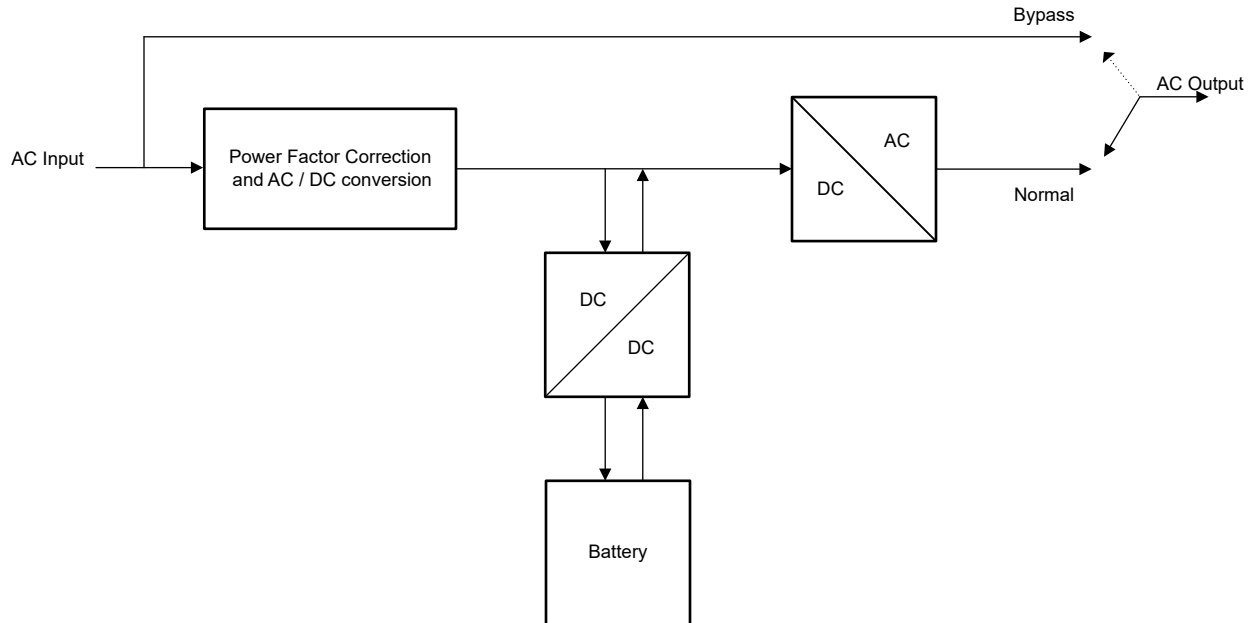 Bypass
AC Output
AC Input
Power Factor Correction
and AC / DC conversion
AC
DC
Normal
DC
DC
Battery